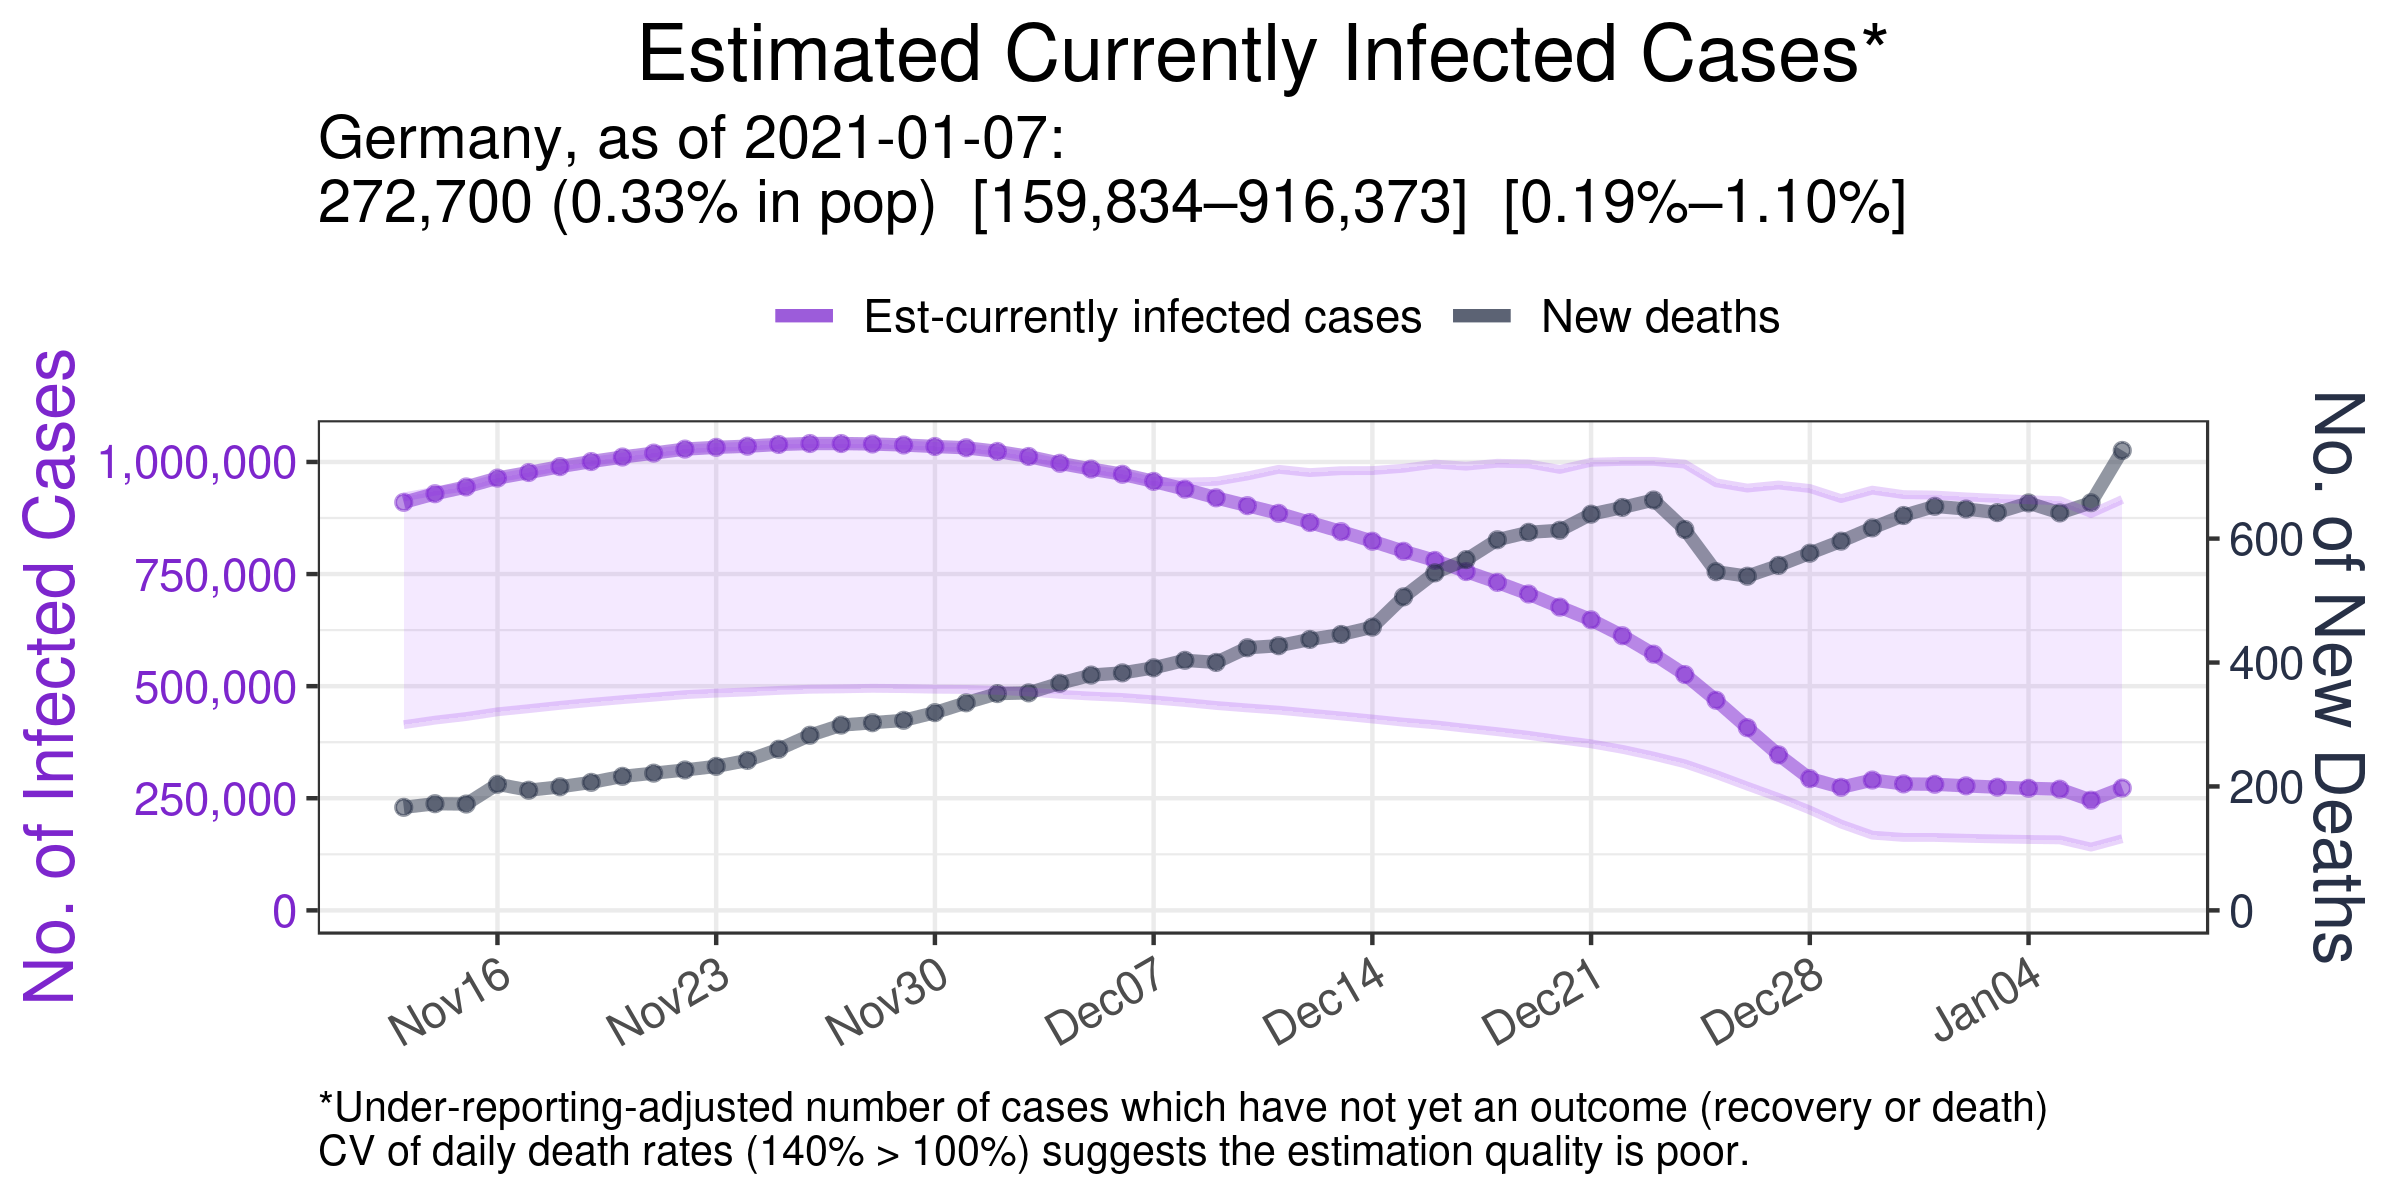 Estimated Currently Infected Cases*
Germany, as of 2021-01-07:
272,700 (0.33% in pop)  [159,834–916,373]  [0.19%–1.10%]
Est-currently infected cases
New deaths
No. of Infected Cases
1,000,000
750,000
500,000
250,000
0
600
400
200
0
No. of New Deaths
Nov16
Nov23
Nov30
Dec07
Dec14
Dec21
Dec28
Jan04
*Under-reporting-adjusted number of cases which have not yet an outcome (recovery or death)
CV of daily death rates (140% > 100%) suggests the estimation quality is poor.